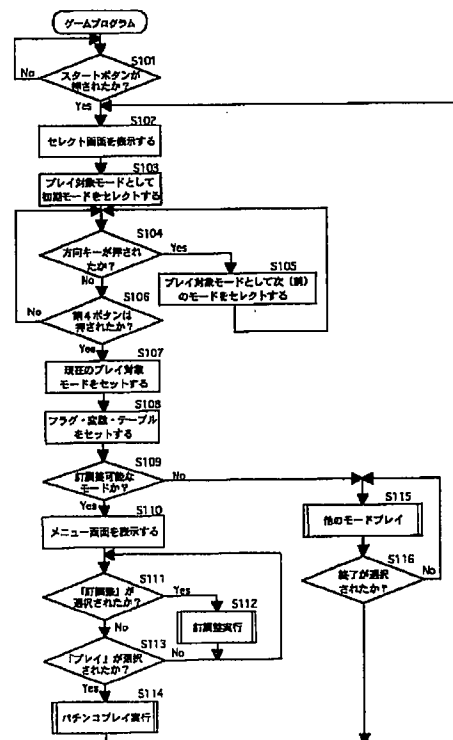 ゲームプログラム
S101
スタートボタンが
押されたか?
No
Yes
S102
セレクト画面を表示する
S103
プレイ対象モードとして
初期モードをセレクトする
S104
方向キーが押され
たか?
Yes
No
S105
プレイ対象モードとして次(前)
のモードをセレクトする
S106
第4ボタンは
押されたか?
No
Yes
S107
現在のプレイ対象
モードをセットする
S108
フラグ・変数・テーブル
をセットする
S109
釘調整可能な
モードか?
No
Yes
S110
メニュー画面を表示する
S111
「釘調整」が
選択されたか?
Yes
No
S112
釘調整実行
S113
「プレイ」が選択
されたか?
No
Yes
S114
パチンコプレイ実行
S115
他のモードプレイ
S116
終了が選択
されたか?
No